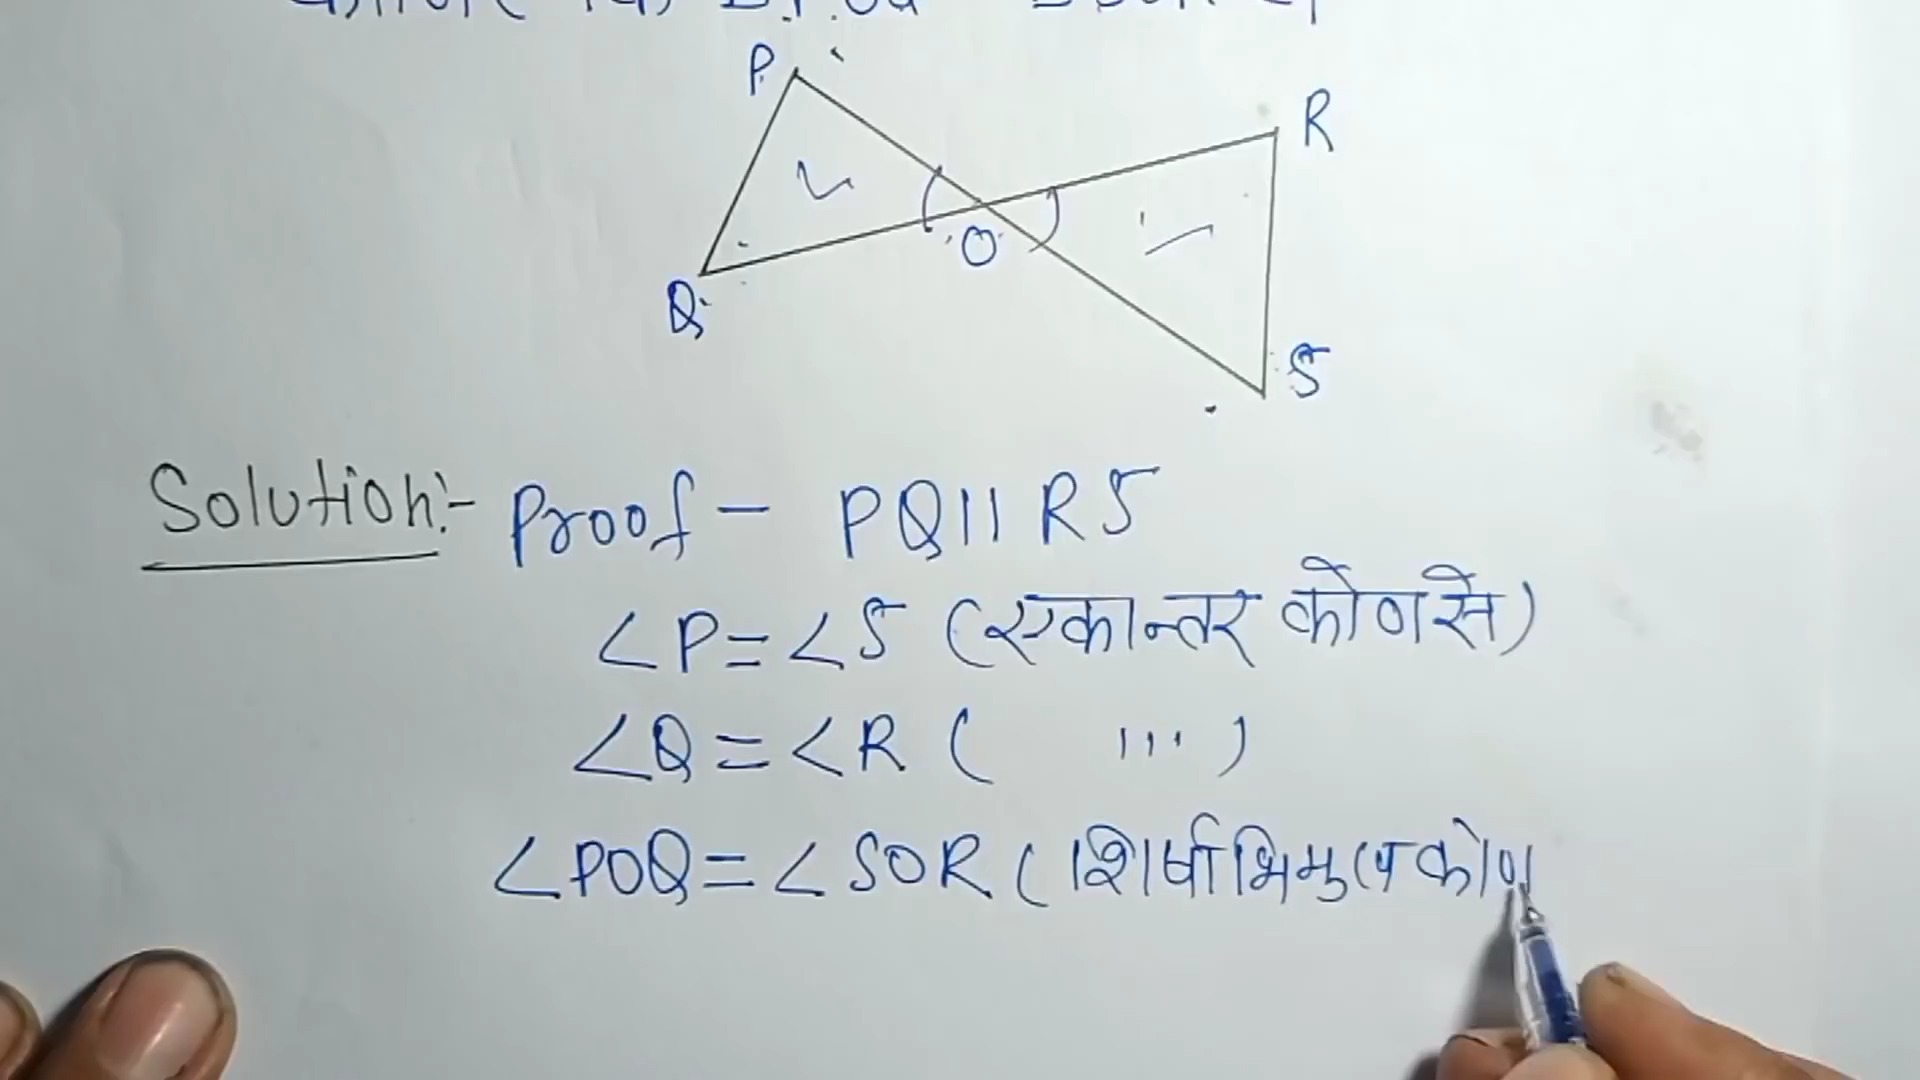 P
R
O
Q
S
Solution:- Proof - PQ || RS
∠P = ∠S (एकान्तर कोण से)
∠Q = ∠R ( ''' )
∠POQ = ∠SOR ( शिर्षाभिमुख कोण